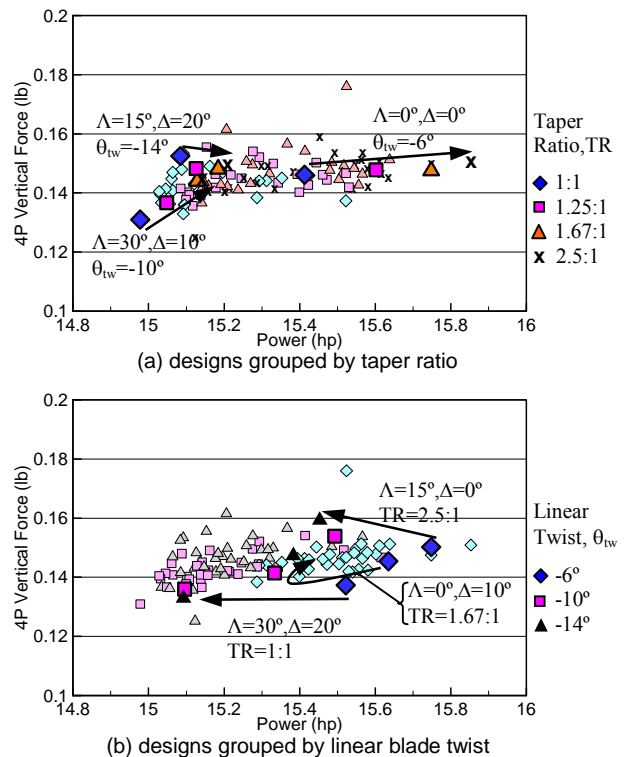 0.2
0.18
0.16
0.14
0.12
0.1
4P Vertical Force (lb)
Λ=15º,Δ=20º
θtw=-14º
Λ=0º,Δ=0º
θtw=-6º
Λ=30º,Δ=10º
θtw=-10º
Taper
Ratio,TR
1:1
1.25:1
1.67:1
2.5:1
14.8 15 15.2 15.4 15.6 15.8 16
Power (hp)
(a) designs grouped by taper ratio
0.2
0.18
0.16
0.14
0.12
0.1
4P Vertical Force (lb)
Λ=15º,Δ=0º
TR=2.5:1
Λ=0º,Δ=10º
TR=1.67:1
Λ=30º,Δ=20º
TR=1:1
Linear
Twist, θtw
-6º
-10º
-14º
14.8 15 15.2 15.4 15.6 15.8 16
Power (hp)
(b) designs grouped by linear blade twist